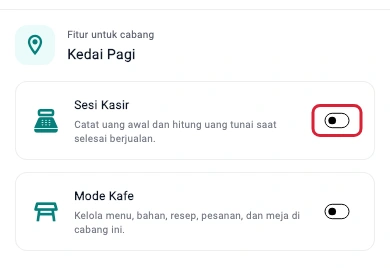 Fitur untuk cabang
Kedai Pagi
Sesi Kasir
Catat uang awal dan hitung uang tunai saat
selesai berjualan.
Mode Kafe
Kelola menu, bahan, resep, pesanan, dan meja di
cabang ini.